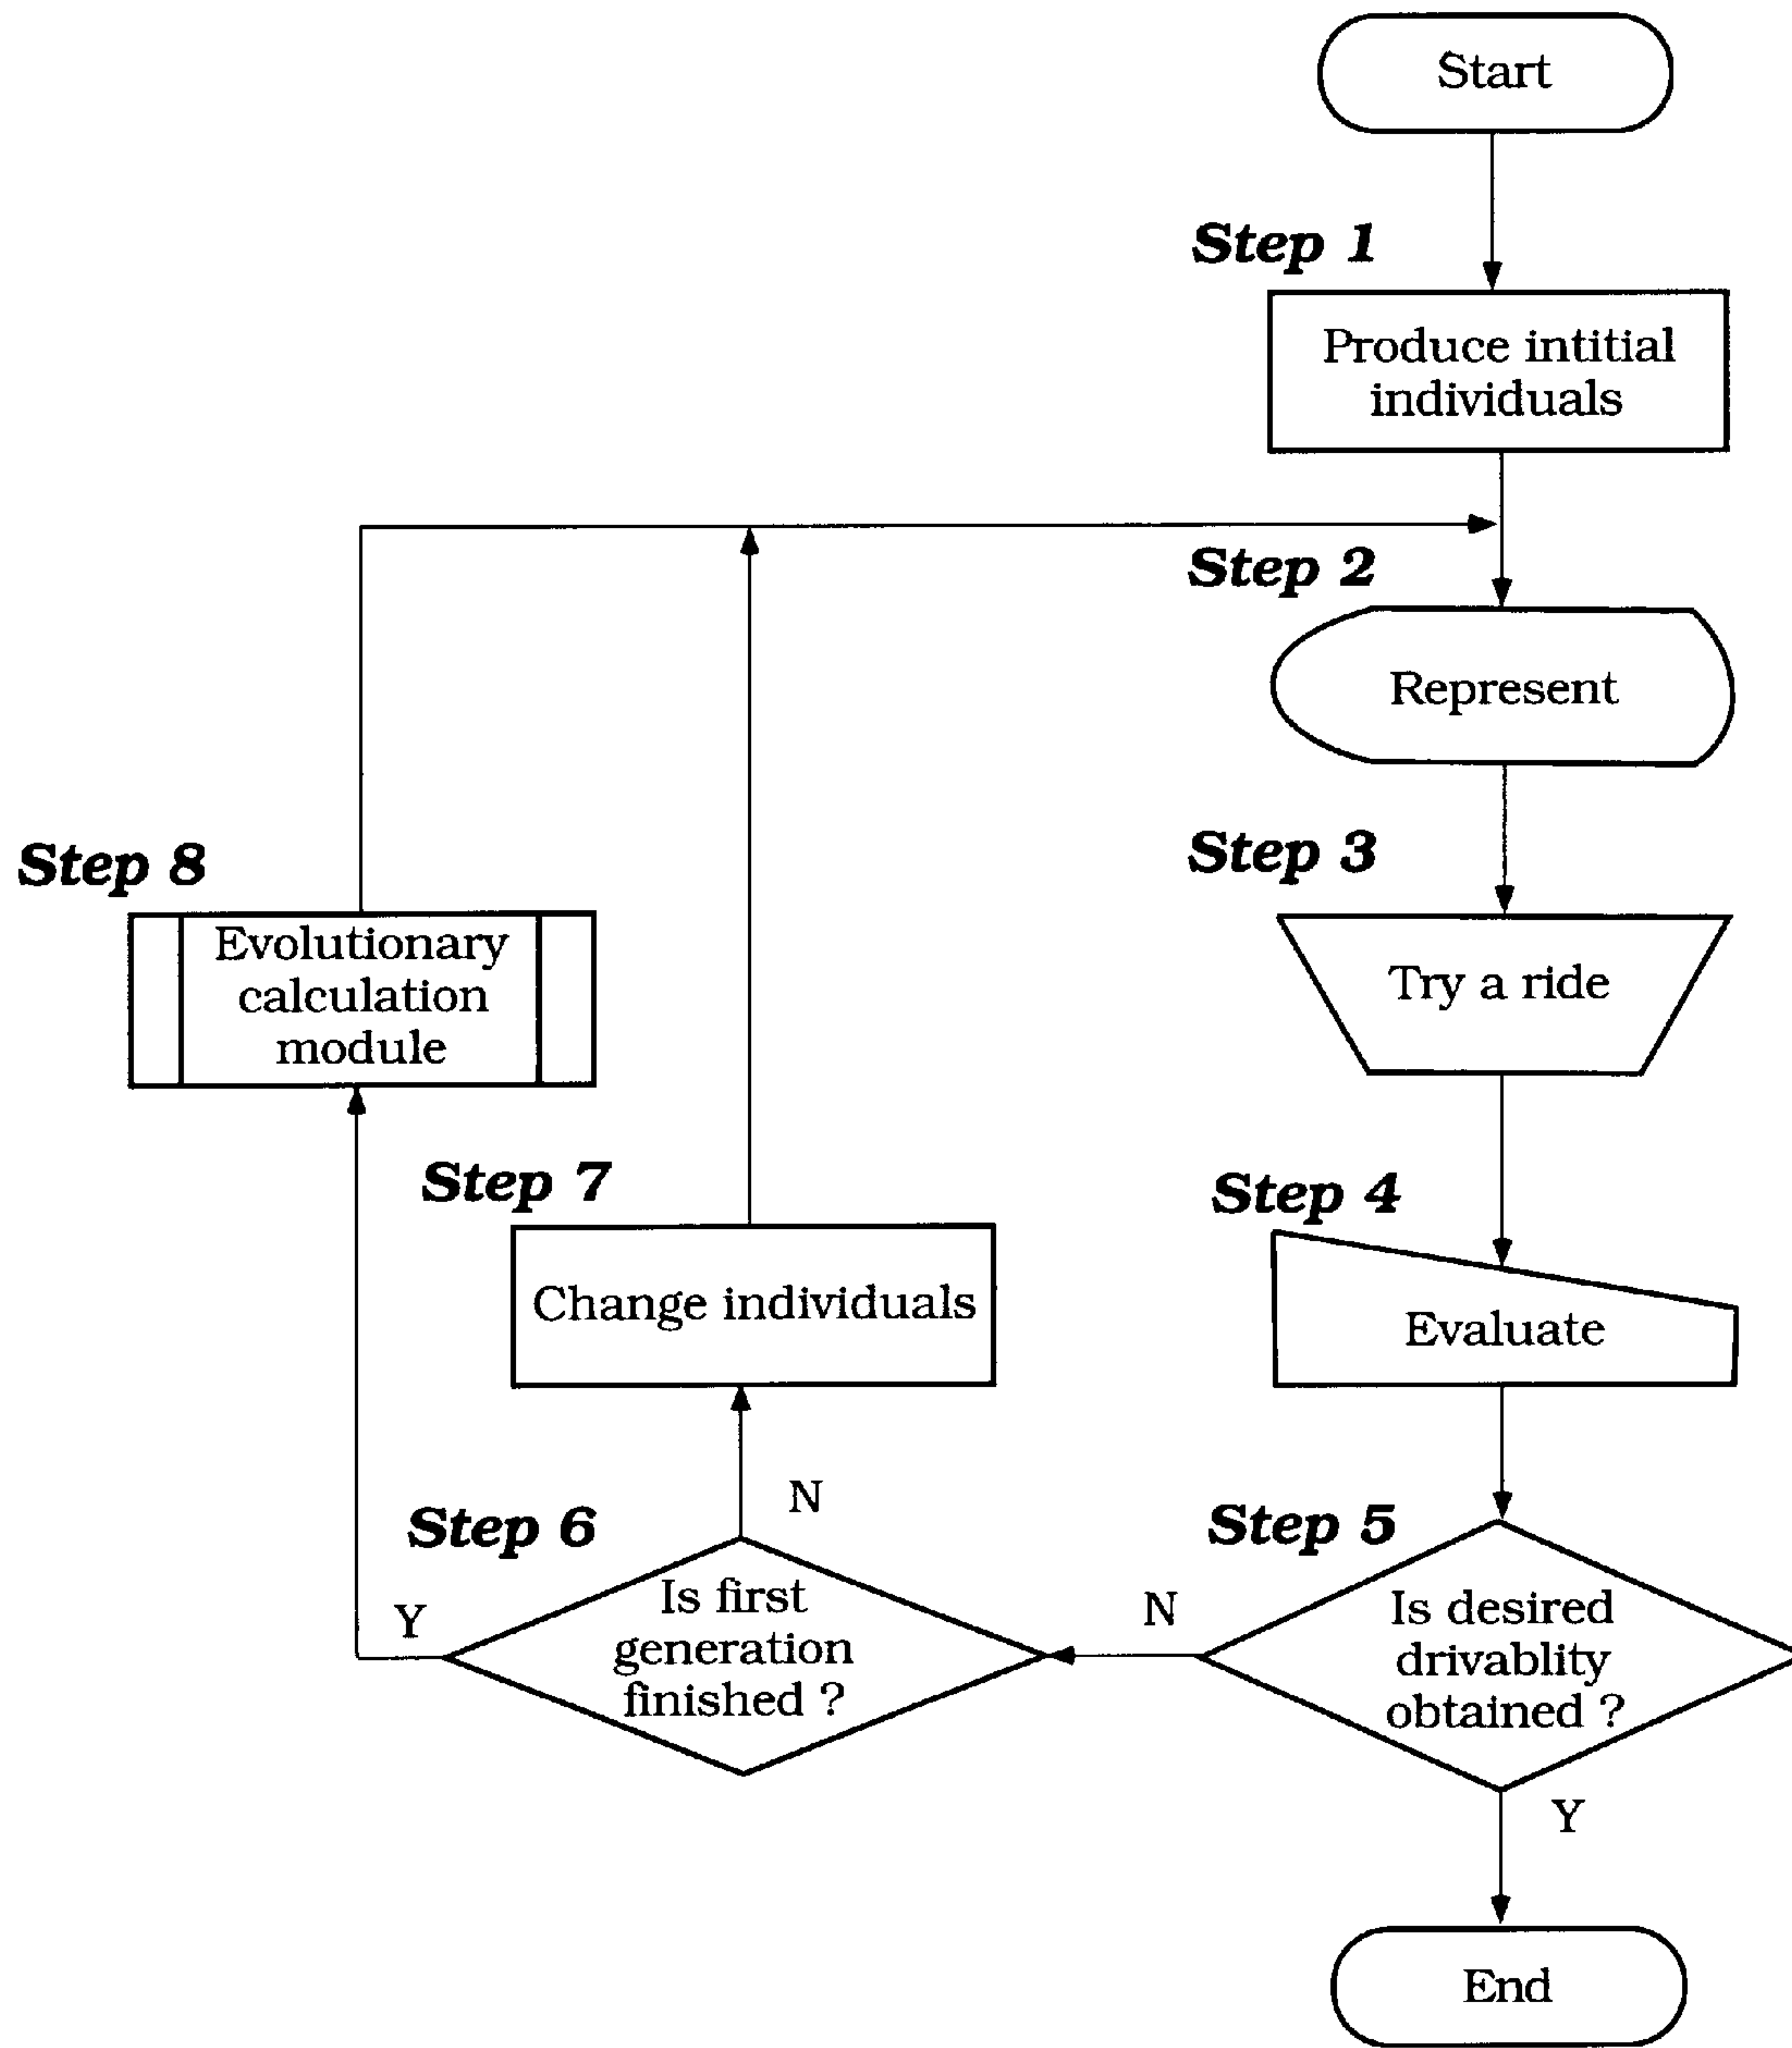 Start
Step 1
Produce intitial
individuals
Step 2
Represent
Step 3
Try a ride
Step 8
Evolutionary
calculation
module
Step 7
Change individuals
Step 4
Evaluate
N
Step 6
Is first
generation
finished ?
Y
N
Step 5
Is desired
drivablity
obtained ?
Y
End